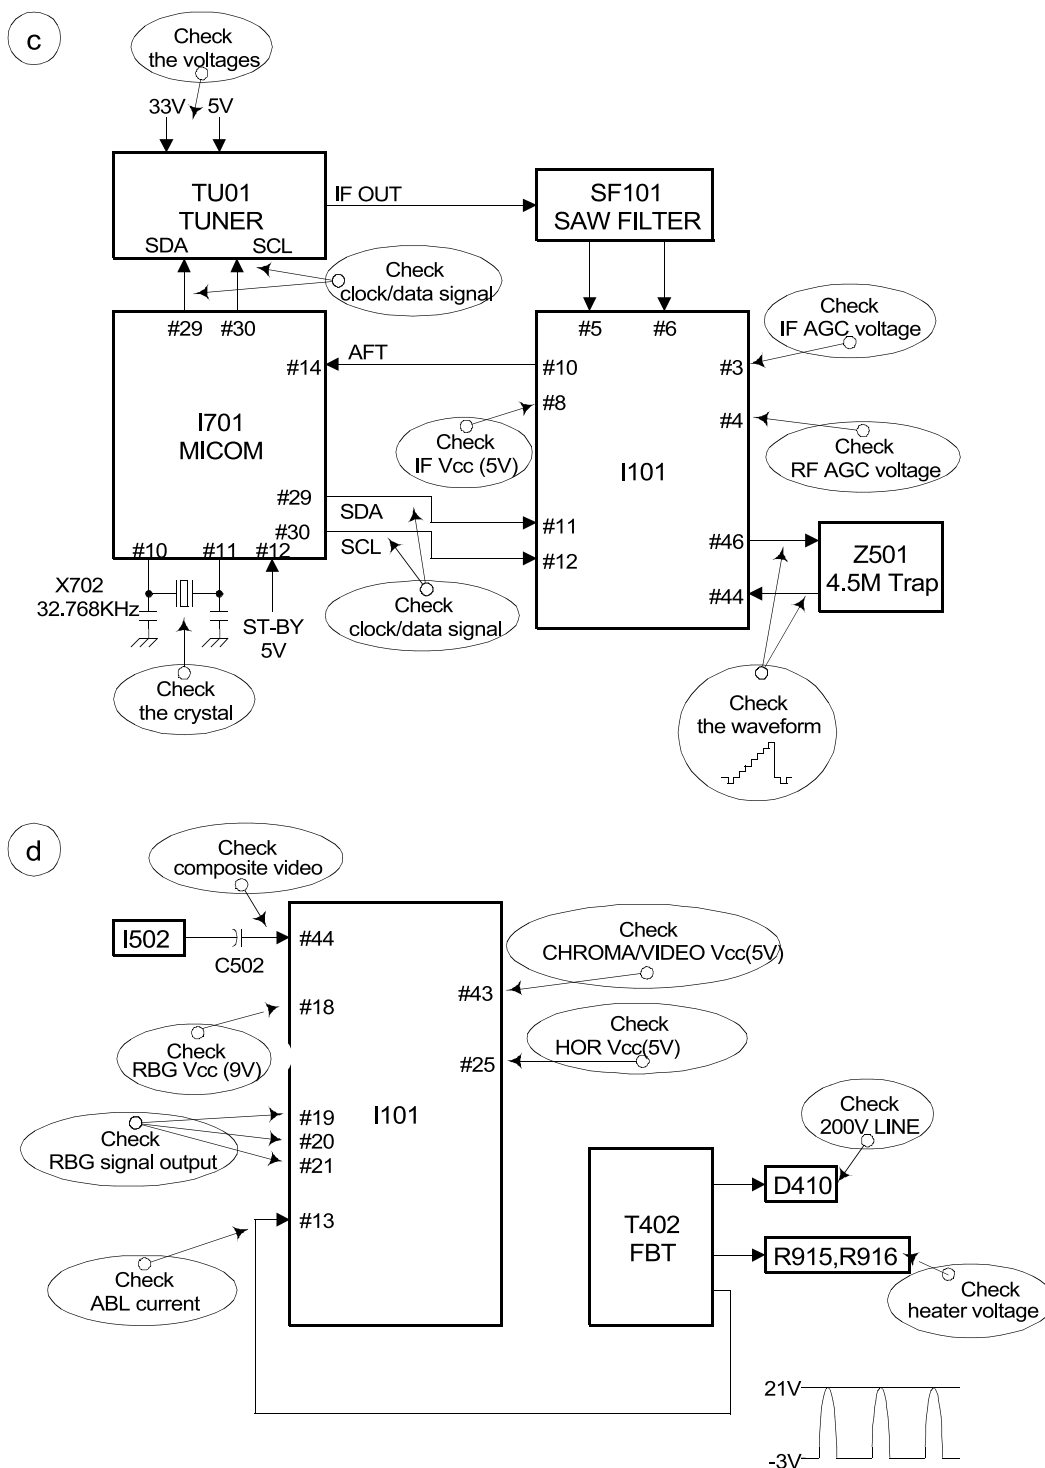 c
Check
the voltages
33V 5V
TU01
TUNER
SDA SCL
IF OUT
SF101
SAW FILTER
Check
clock/data signal
#29 #30
#14
AFT
I701
MICOM
#29
#30
#10 #11 #12
SDA
SCL
X702
32.768KHz
ST-BY
5V
Check
the crystal
Check
clock/data signal
#5 #6
#10
#8
Check
IF Vcc (5V)
I101
#11
#12
#3
#4
#46
#44
Check
IF AGC voltage
Check
RF AGC voltage
Z501
4.5M Trap
Check
the waveform
d
Check
composite video
I502
C502
#44
#18
Check
RBG Vcc (9V)
#19
#20
#21
Check
RBG signal output
#13
Check
ABL current
I101
#43
#25
Check
CHROMA/VIDEO Vcc(5V)
Check
HOR Vcc(5V)
Check
200V LINE
T402
FBT
D410
R915,R916
Check
heater voltage
21V
-3V